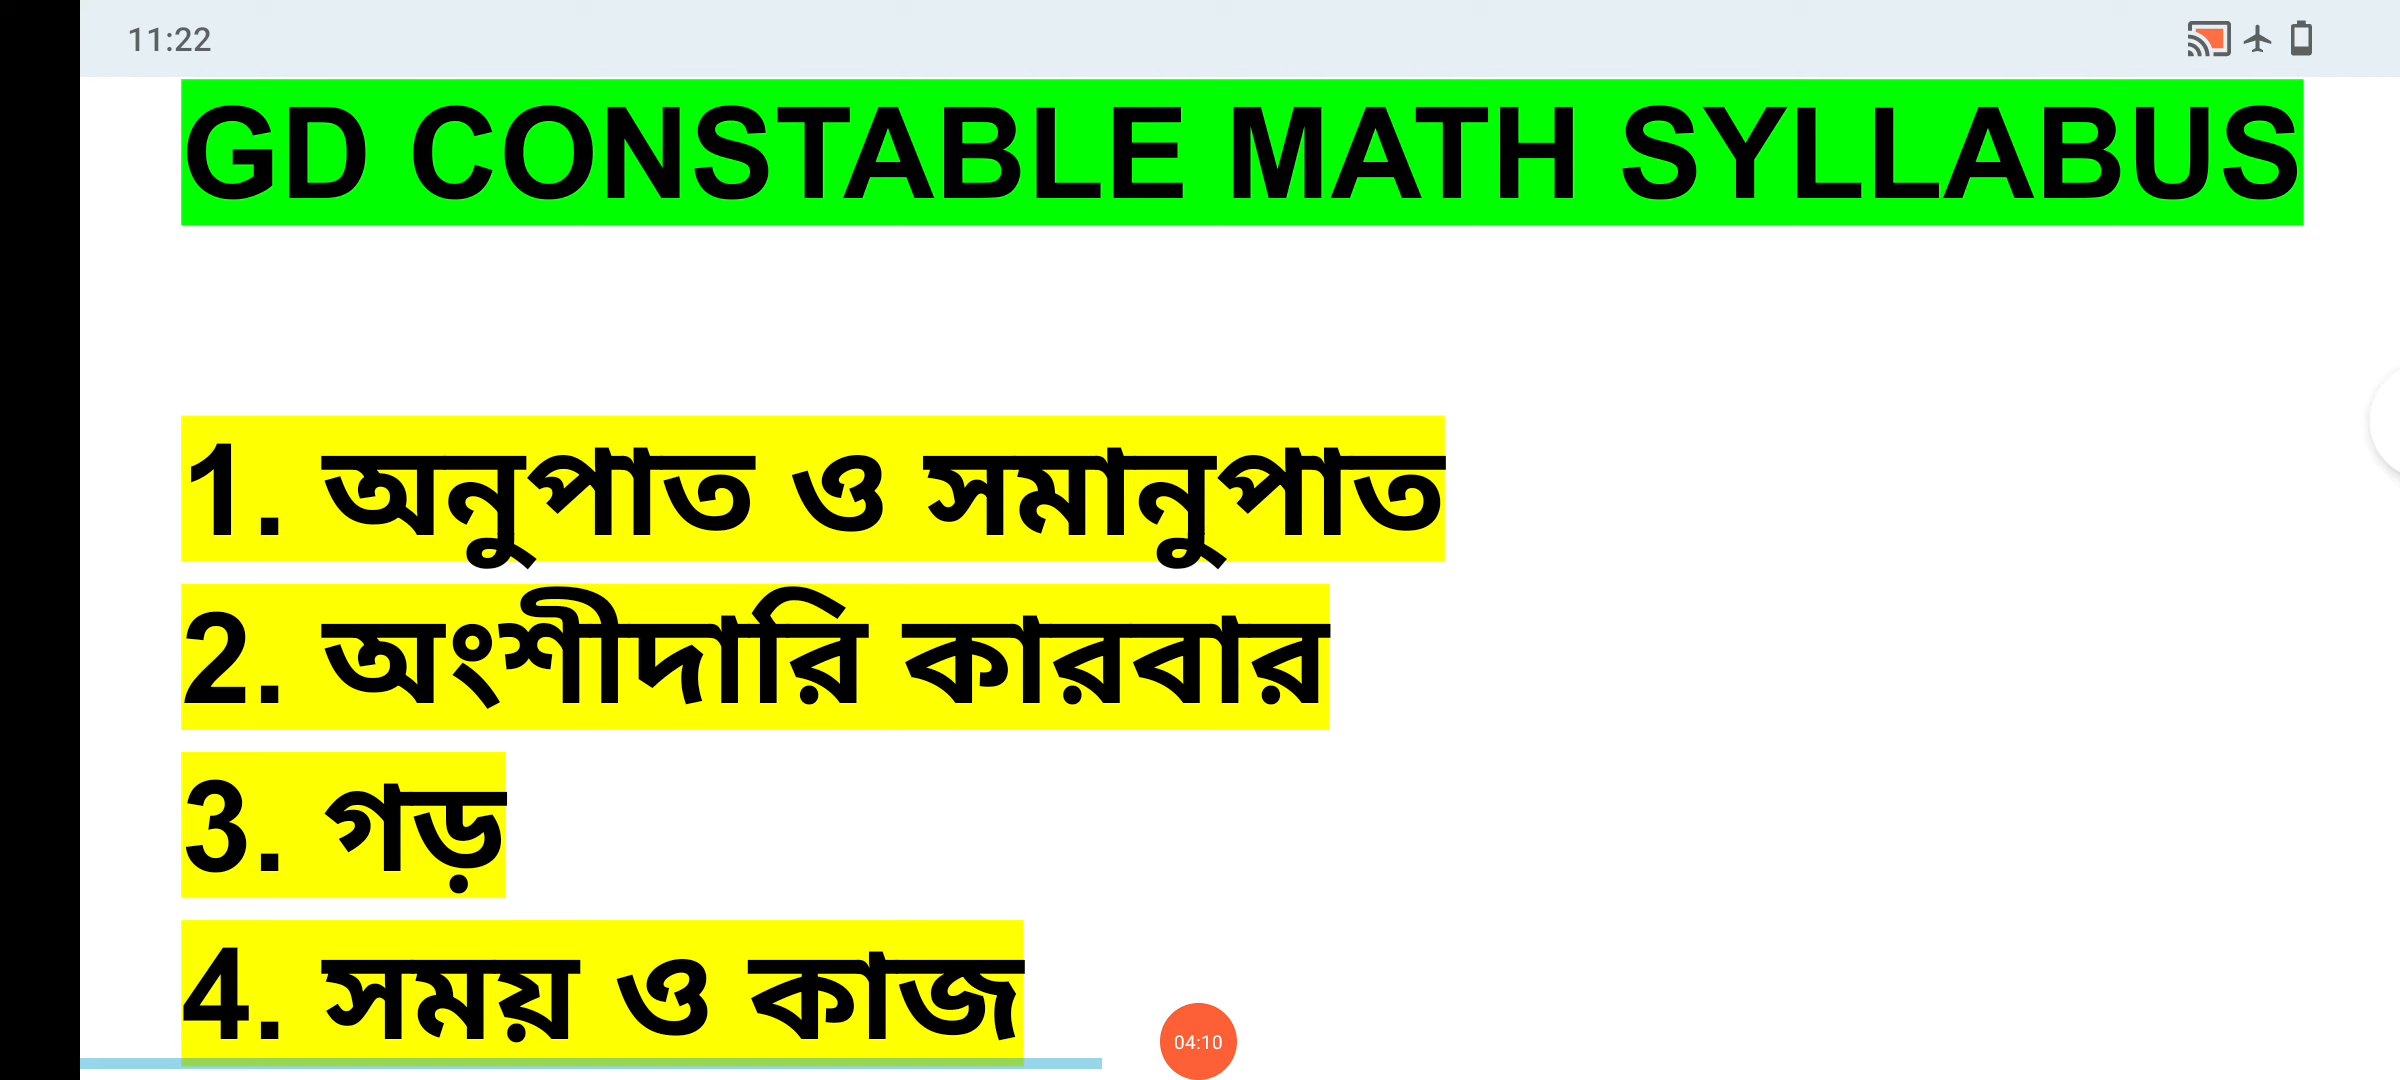 11:22
GD CONSTABLE MATH SYLLABUS
1. অনুপাত ও সমানুপাত
2. অংশীদারি কারবার
3. গড়
4. সময় ও কাজ
04:10